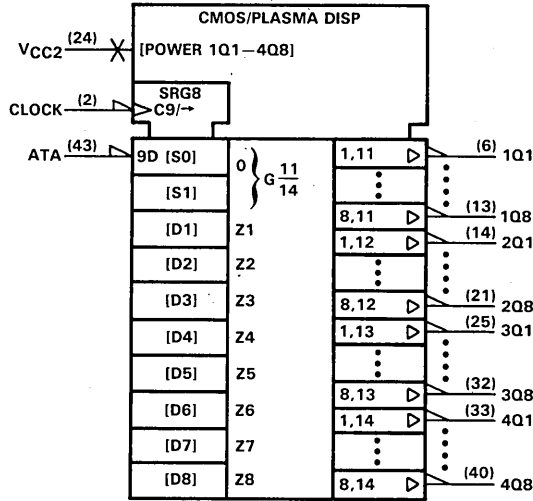 CMOS/PLASMA DISP
VCC2 (24) [POWER 1Q1—4Q8]
SRG8
CLOCK (2) C9/→
ATA (43) 9D [S0] 0 } G 11/14 1,11 ▷ (6) 1Q1
[S1]
8,11 ▷ (13) 1Q8
[D1] Z1 1,12 ▷ (14) 2Q1
[D2] Z2
[D3] Z3 8,12 ▷ (21) 2Q8
[D4] Z4 1,13 ▷ (25) 3Q1
[D5] Z5
[D6] Z6 8,13 ▷ (32) 3Q8
1,14 ▷ (33) 4Q1
[D7] Z7
[D8] Z8 8,14 ▷ (40) 4Q8